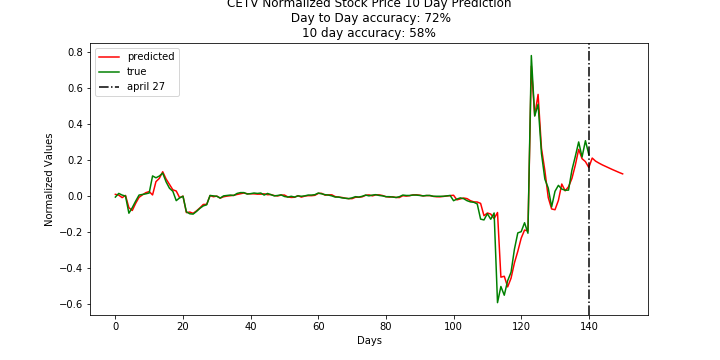 CETV Normalized Stock Price 10 Day Prediction
Day to Day accuracy: 72%
10 day accuracy: 58%
predicted
true
april 27
Normalized Values
0.8
0.6
0.4
0.2
0.0
−0.2
−0.4
−0.6
0
20
40
60
80
100
120
140
Days